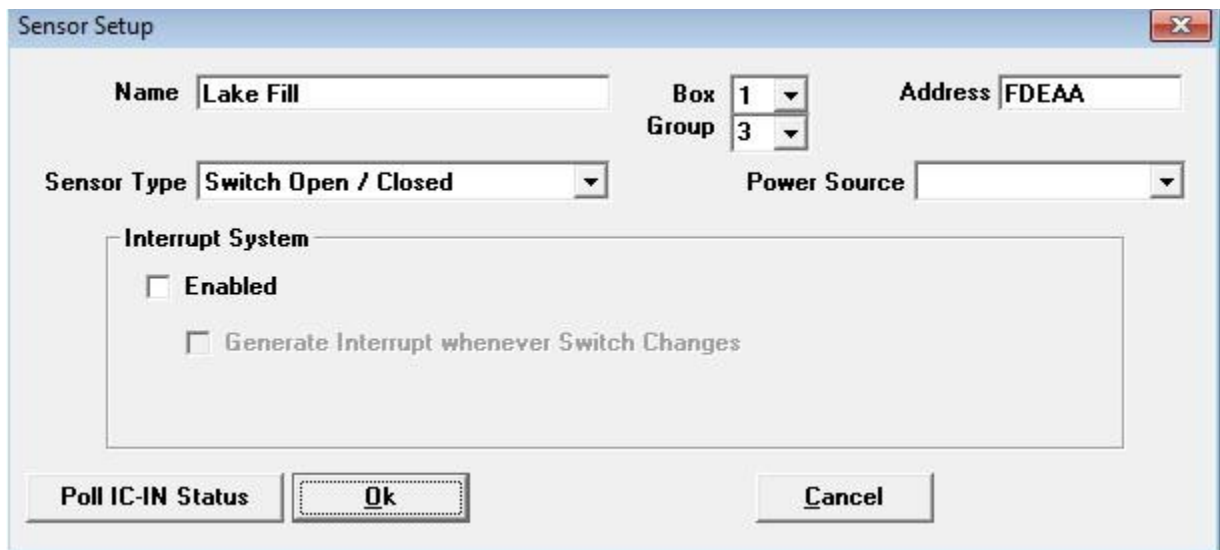 Sensor Setup
Name Lake Fill Box 1 Address FDEAA
Group 3
Sensor Type Switch Open / Closed Power Source
Interrupt System
Enabled
Generate Interrupt whenever Switch Changes
Poll IC-IN Status Ok Cancel